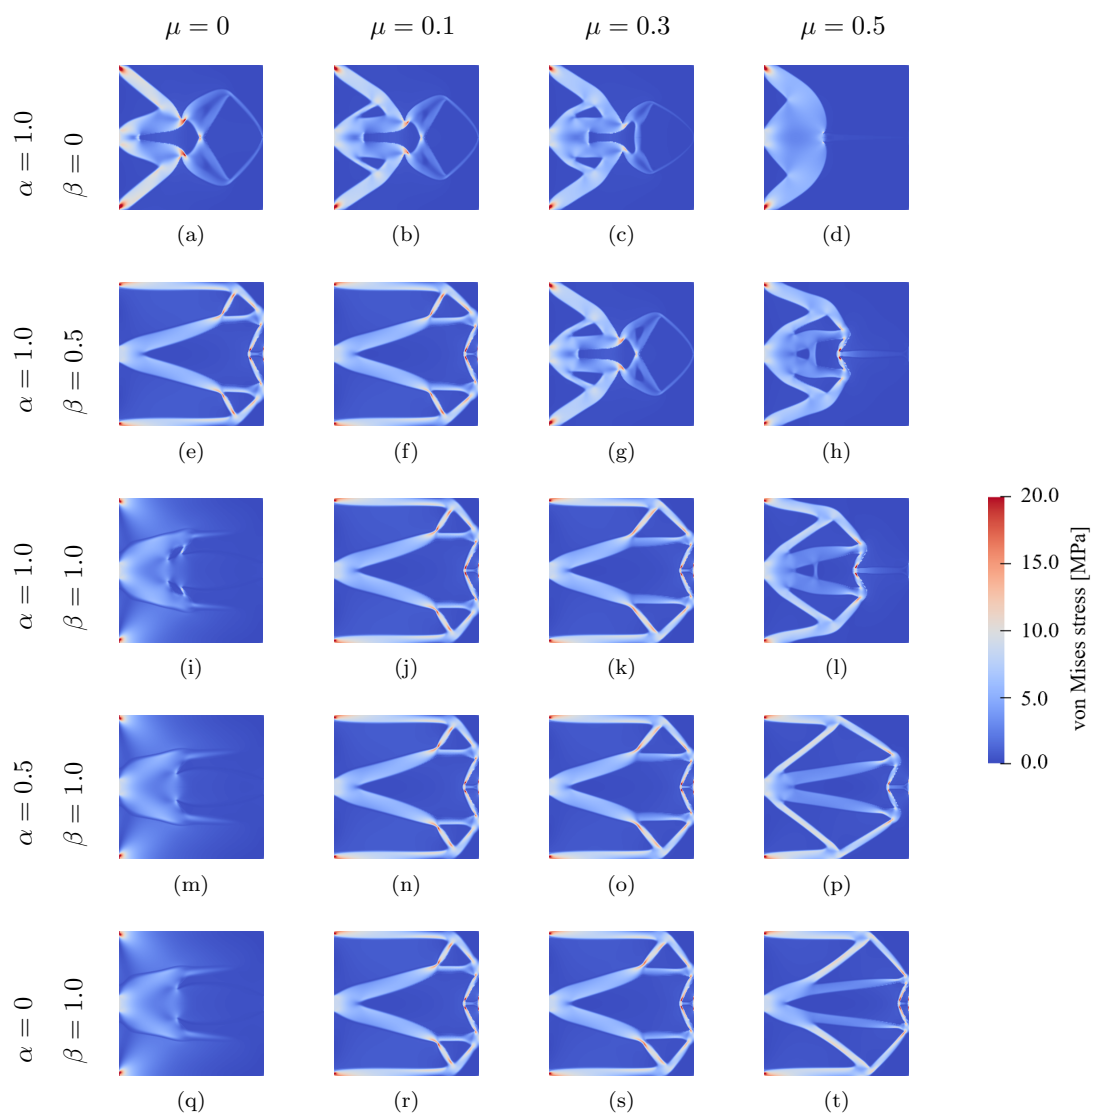 μ = 0 μ = 0.1 μ = 0.3 μ = 0.5
α = 1.0
β = 0
(a) (b) (c) (d)
α = 1.0
β = 0.5
(e) (f) (g) (h)
α = 1.0
β = 1.0
(i) (j) (k) (l)
α = 0.5
β = 1.0
(m) (n) (o) (p)
α = 0
β = 1.0
(q) (r) (s) (t)
20.0
15.0
10.0
5.0
0.0
von Mises stress [MPa]